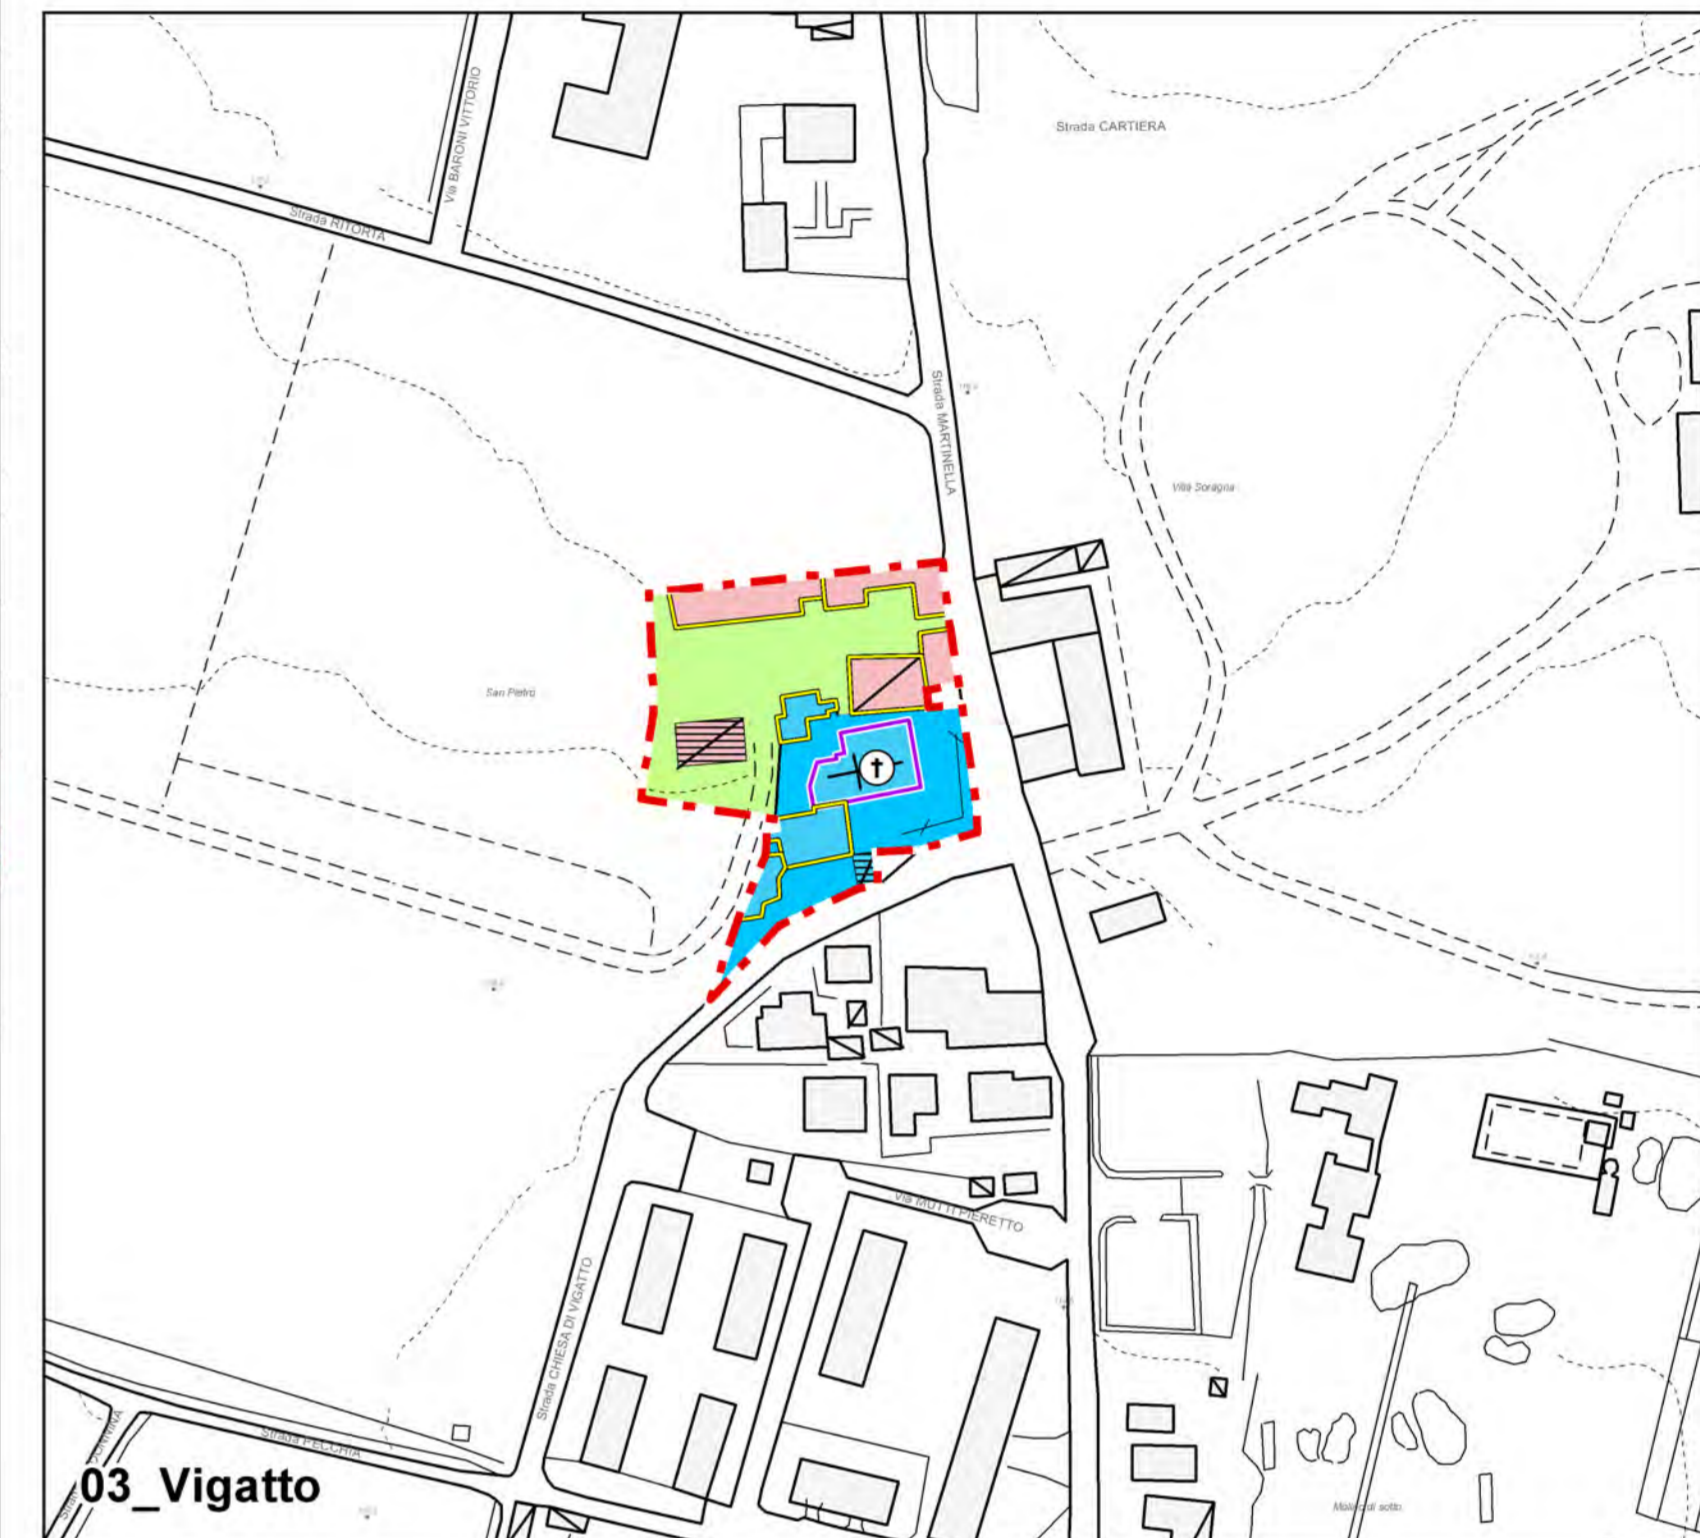 Via BARONI VITTORIO
Strada CARTIERA
Strada RITORTA
Strada MARTINELLA
Villa Soragna
San Pietro
Via MUTTI PIERETTO
Strada CHIESA DI VIGATTO
Strada PECCHIA
03_Vigatto